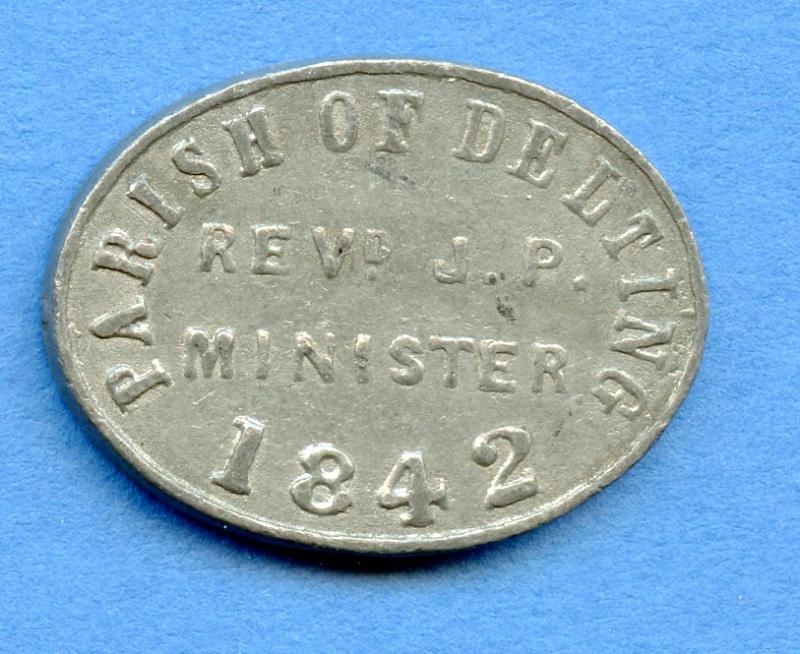 PARISH OF DELTING
REVD. J. P.
MINISTER
1842